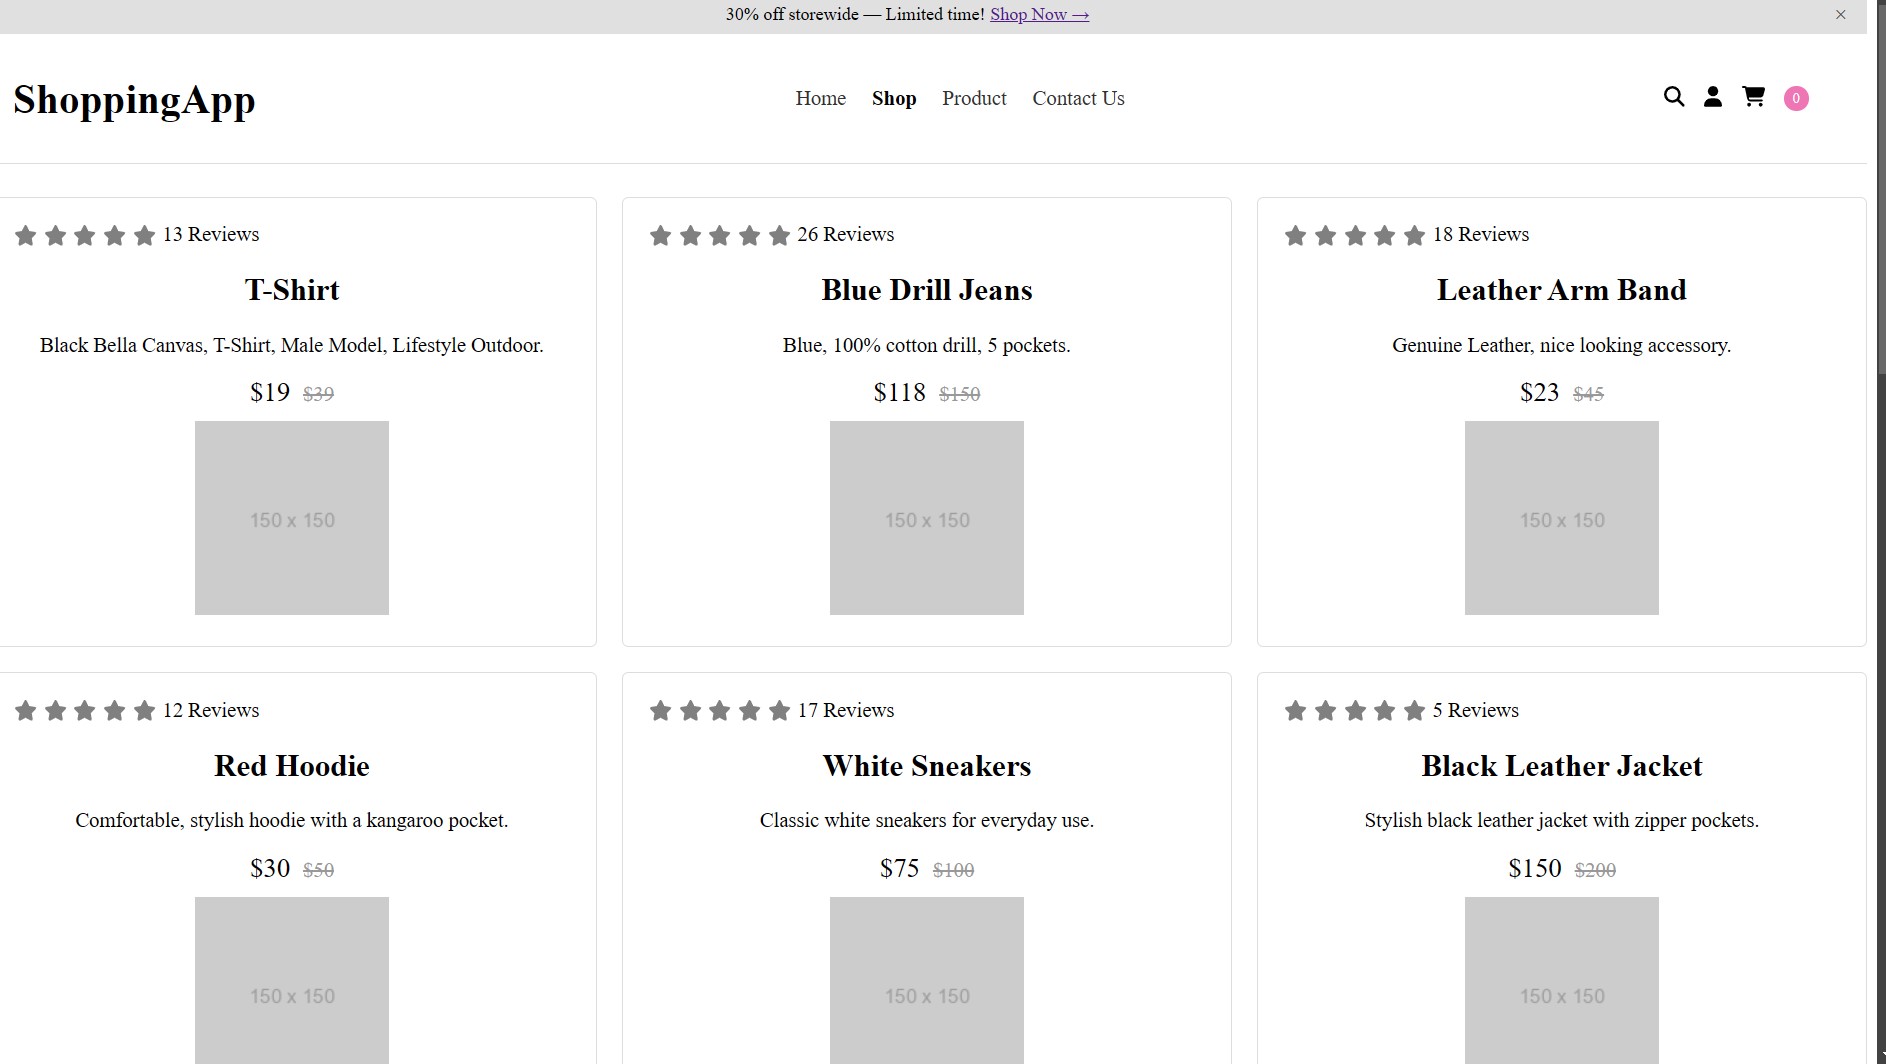 30% off storewide — Limited time! Shop Now →
×
ShoppingApp
Home Shop Product Contact Us
0
13 Reviews
T-Shirt
Black Bella Canvas, T-Shirt, Male Model, Lifestyle Outdoor.
$19 $39
150 x 150
26 Reviews
Blue Drill Jeans
Blue, 100% cotton drill, 5 pockets.
$118 $150
150 x 150
18 Reviews
Leather Arm Band
Genuine Leather, nice looking accessory.
$23 $45
150 x 150
12 Reviews
Red Hoodie
Comfortable, stylish hoodie with a kangaroo pocket.
$30 $50
150 x 150
17 Reviews
White Sneakers
Classic white sneakers for everyday use.
$75 $100
150 x 150
5 Reviews
Black Leather Jacket
Stylish black leather jacket with zipper pockets.
$150 $200
150 x 150